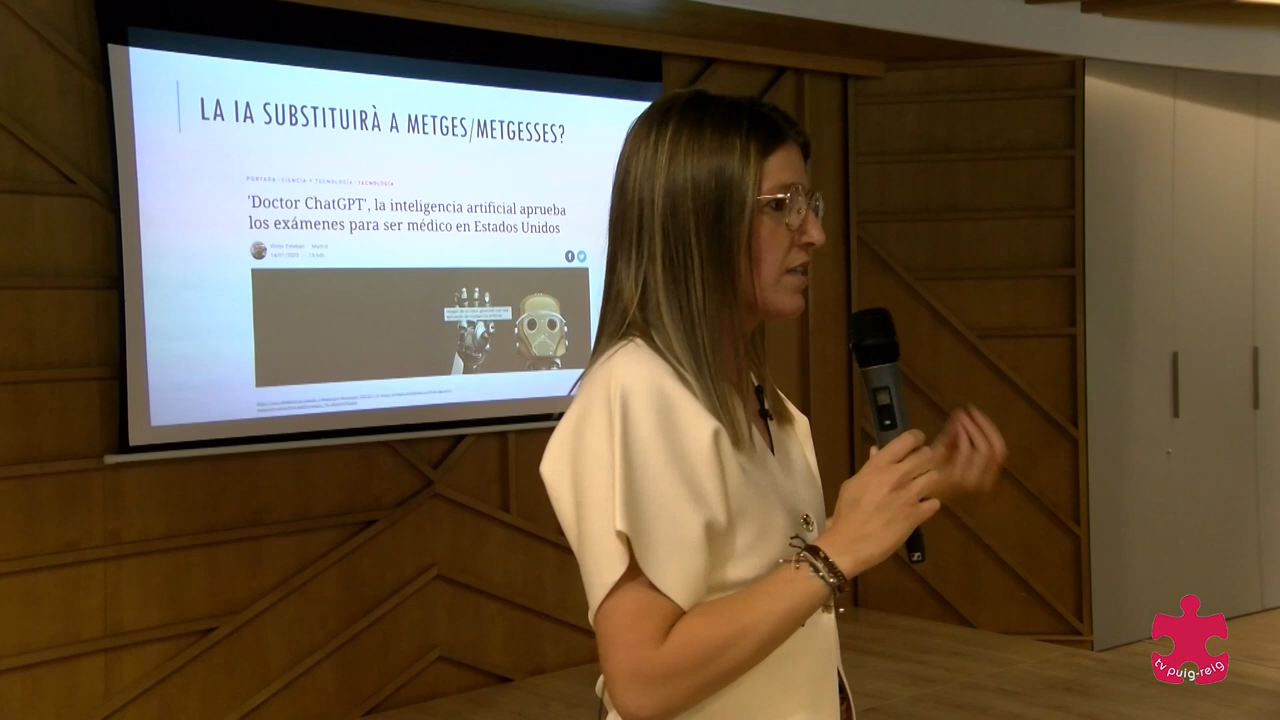 LA IA SUBSTITUIRÀ A METGES/METGESSES?
PORTADA CIENCIA Y TECNOLOGÍA TECNOLOGÍA
'Doctor ChatGPT', la inteligencia artificial aprueba
los exámenes para ser médico en Estados Unidos
Madrid
tv puig-reig